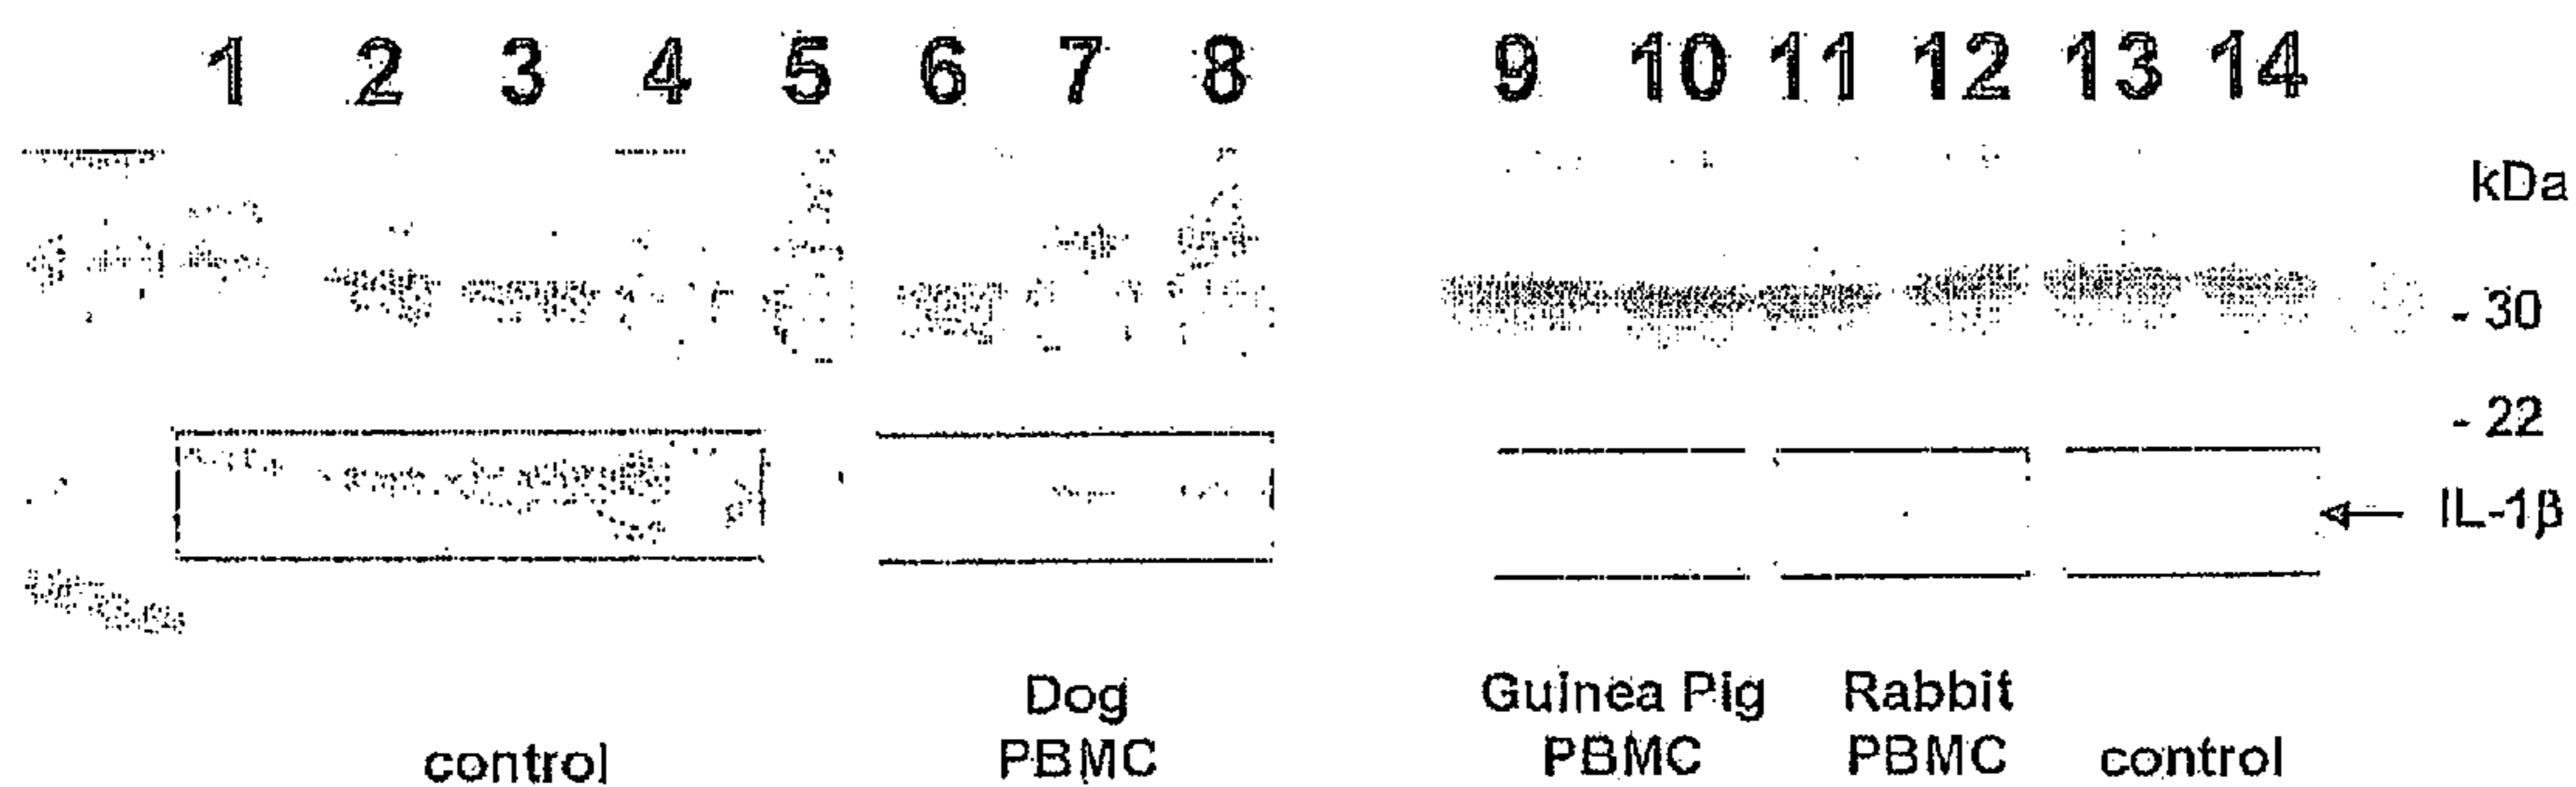 1 2 3 4 5 6 7 8 9 10 11 12 13 14
kDa
- 30
- 22
IL-1β
Dog PBMC
Guinea Pig PBMC
Rabbit PBMC
control
control